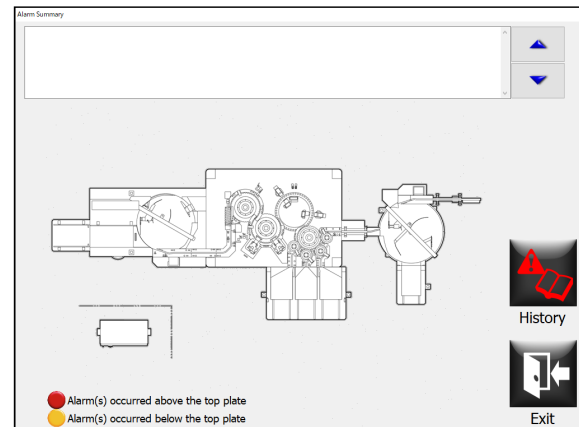 Alarm Summary
History
Alarm(s) occurred above the top plate
Alarm(s) occurred below the top plate
Exit